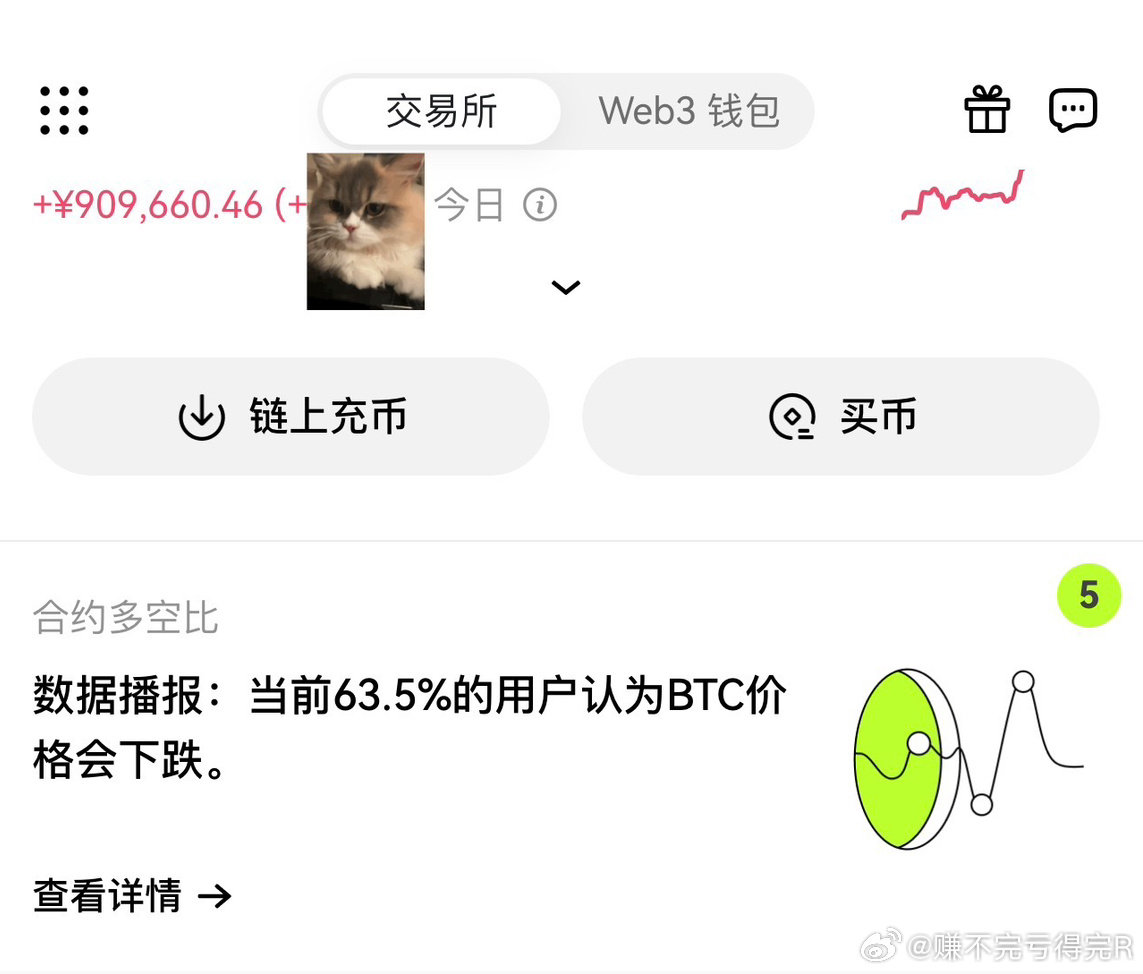 交易所 Web3 钱包
+¥909,660.46 (+ 今日
链上充币 买币
5
合约多空比
数据播报：当前63.5%的用户认为BTC价
格会下跌。
查看详情 →
@赚不完亏得完R